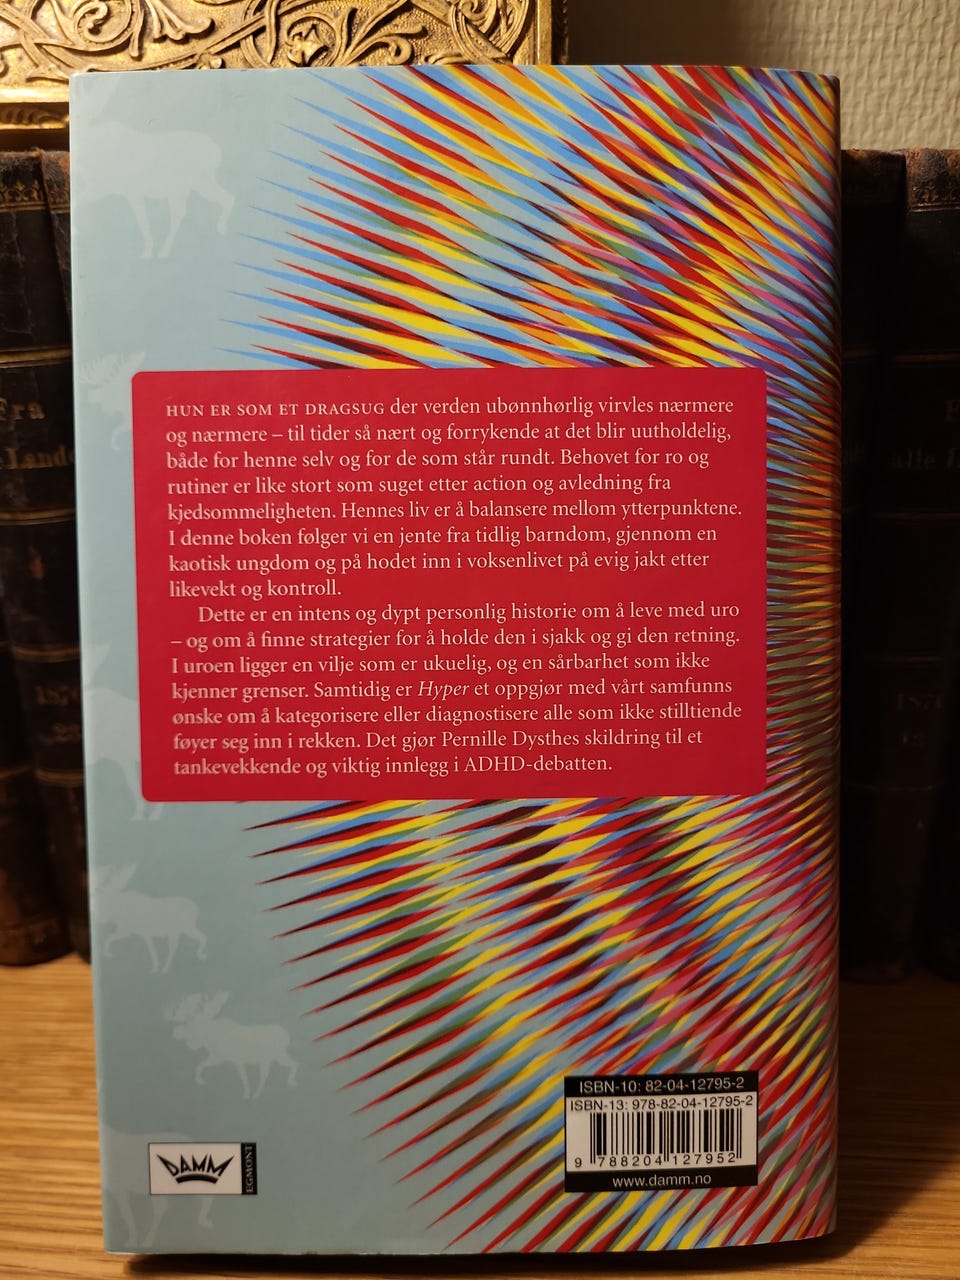 HUN ER SOM ET DRAGSUG der verden ubønnhørlig virvles nærmere
og nærmere – til tider så nært og forrykende at det blir uutholdelig,
både for henne selv og for de som står rundt. Behovet for ro og
rutiner er like stort som suget etter action og avledning fra
kjedsommeligheten. Hennes liv er å balansere mellom ytterpunktene.
I denne boken følger vi en jente fra tidlig barndom, gjennom en
kaotisk ungdom og på hodet inn i voksenlivet på evig jakt etter
likevekt og kontroll.
Dette er en intens og dypt personlig historie om å leve med uro
– og om å finne strategier for å holde den i sjakk og gi den retning.
I uroen ligger en vilje som er ukuelig, og en sårbarhet som ikke
kjenner grenser. Samtidig er Hyper et oppgjør med vårt samfunns
ønske om å kategorisere eller diagnostisere alle som ikke stilltiende
føyer seg inn i rekken. Det gjør Pernille Dysthes skildring til et
tankevekkende og viktig innlegg i ADHD-debatten.
ISBN-10: 82-04-12795-2
ISBN-13: 978-82-04-12795-2
9 788204 127952
www.damm.no
DAMM
EGMONT
Fra